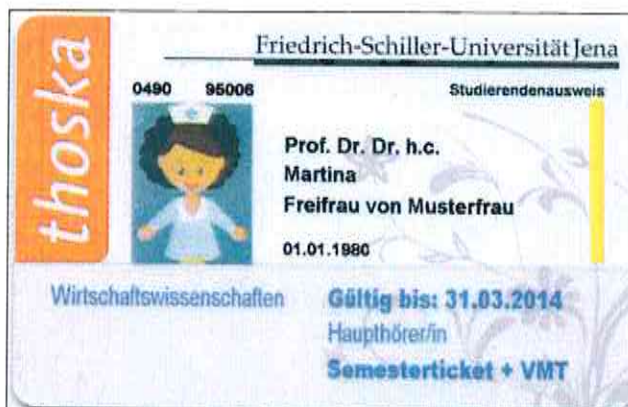 Friedrich-Schiller-Universität Jena
thoska
0490 95006
Studierendenausweis
Prof. Dr. Dr. h.c.
Martina
Freifrau von Musterfrau
01.01.1980
Wirtschaftswissenschaften
Gültig bis: 31.03.2014
Haupthörer/in
Semesterticket + VMT